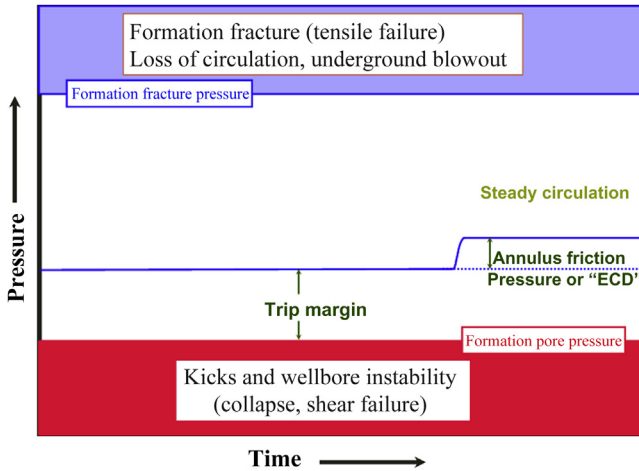 Formation fracture (tensile failure)
Loss of circulation, underground blowout
Formation fracture pressure
Pressure
Steady circulation
Annulus friction
Pressure or “ECD”
Trip margin
Formation pore pressure
Kicks and wellbore instability
(collapse, shear failure)
Time